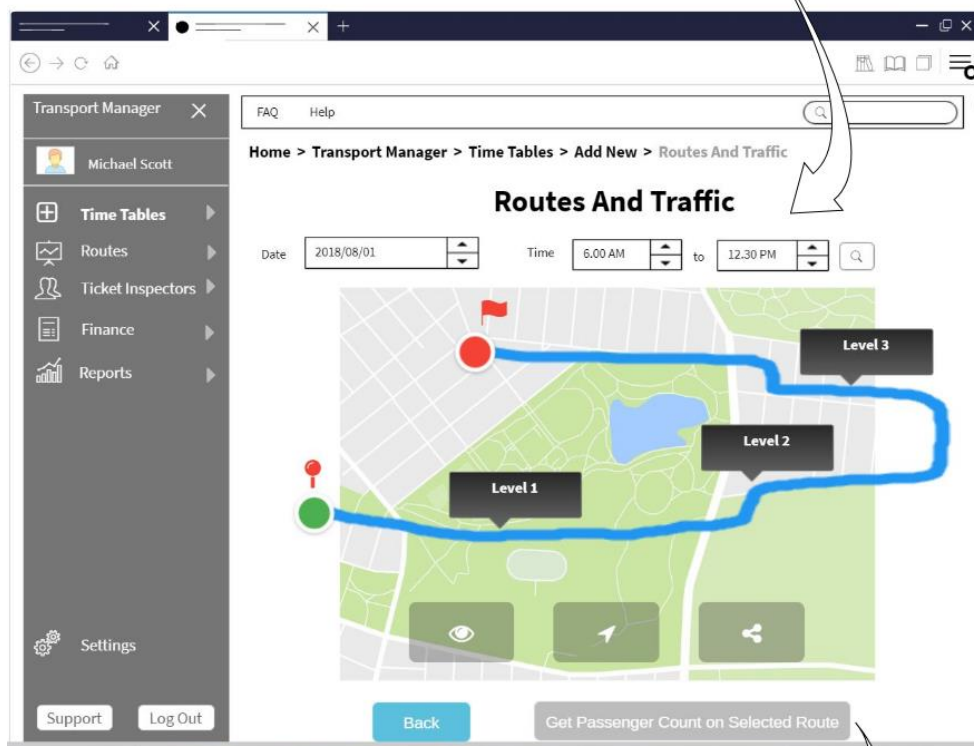 Transport Manager
FAQ Help
Michael Scott
Home > Transport Manager > Time Tables > Add New > Routes And Traffic
Routes And Traffic
Time Tables
Routes
Ticket Inspectors
Finance
Reports
Date 2018/08/01 Time 6.00 AM to 12.30 PM
Level 3
Level 2
Level 1
Settings
Support Log Out
Back Get Passenger Count on Selected Route